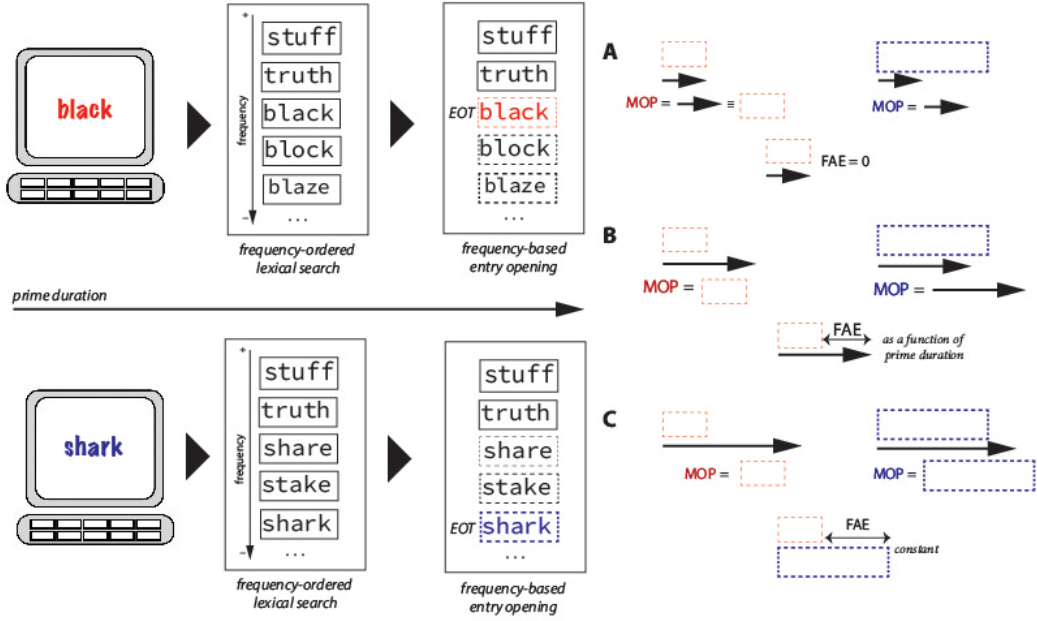 black
+
frequency
−
stuff
truth
black
block
blaze
...
frequency-ordered
lexical search
stuff
truth
EOT black
block
blaze
...
frequency-based
entry opening
prime duration
shark
+
frequency
−
stuff
truth
share
stake
shark
...
frequency-ordered
lexical search
stuff
truth
share
stake
EOT shark
...
frequency-based
entry opening
A
MOP = ≡
MOP =
FAE = 0
B
MOP =
MOP =
FAE
as a function of
prime duration
C
MOP =
MOP =
FAE
constant